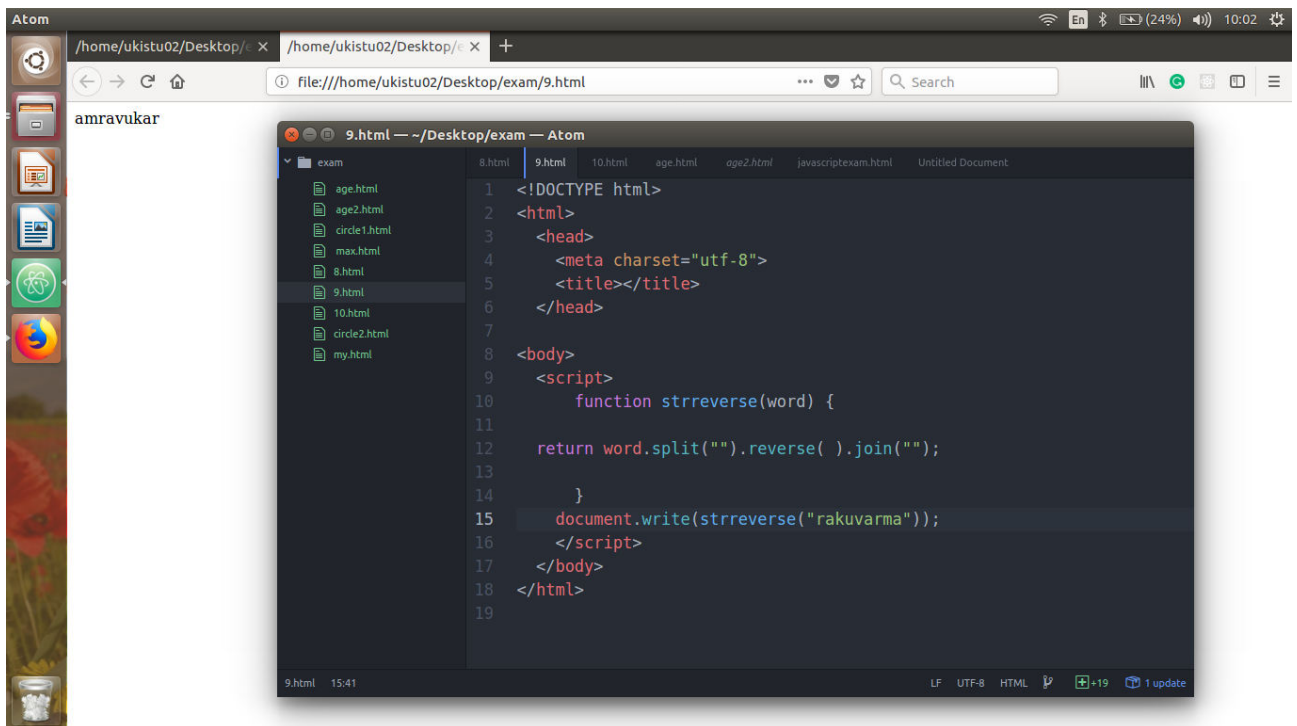 Atom
En (24%) 10:02
/home/ukistu02/Desktop/e × /home/ukistu02/Desktop/e × +
file:///home/ukistu02/Desktop/exam/9.html ••• Search
amravukar
9.html — ~/Desktop/exam — Atom
exam
age.html
age2.html
circle1.html
max.html
8.html
9.html
10.html
circle2.html
my.html
8.html 9.html 10.html age.html age2.html javascriptexam.html Untitled Document
1 <!DOCTYPE html>
2 <html>
3 <head>
4 <meta charset="utf-8">
5 <title></title>
6 </head>
7
8 <body>
9 <script>
10 function strreverse(word) {
11
12 return word.split("").reverse( ).join("");
13
14 }
15 document.write(strreverse("rakuvarma"));
16 </script>
17 </body>
18 </html>
19
9.html 15:41 LF UTF-8 HTML +19 1 update